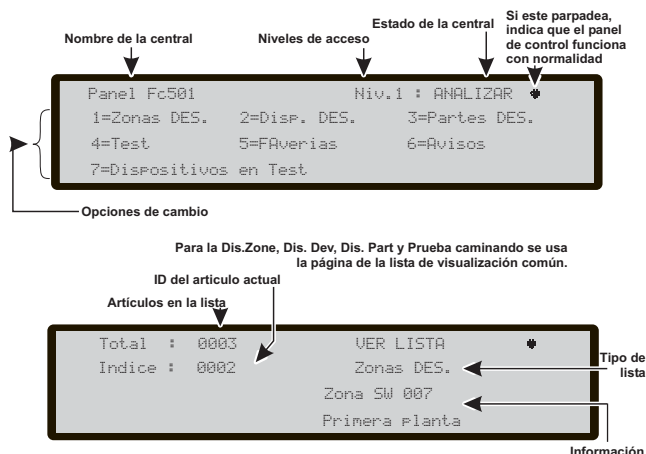 Nombre de la central
Niveles de acceso
Estado de la central
Si este parpadea,
indica que el panel
de control funciona
con normalidad
Panel Fc501 Niv.1 : ANALIZAR
1=Zonas DES. 2=Disp. DES. 3=Partes DES.
4=Test 5=FAverias 6=Avisos
7=Dispositivos en Test
Opciones de cambio
Para la Dis.Zone, Dis. Dev, Dis. Part y Prueba caminando se usa
la página de la lista de visualización común.
ID del articulo actual
Artículos en la lista
Total : 0003 VER LISTA
Indice : 0002 Zonas DES.
Zona SW 007
Primera planta
Tipo de
lista
Información